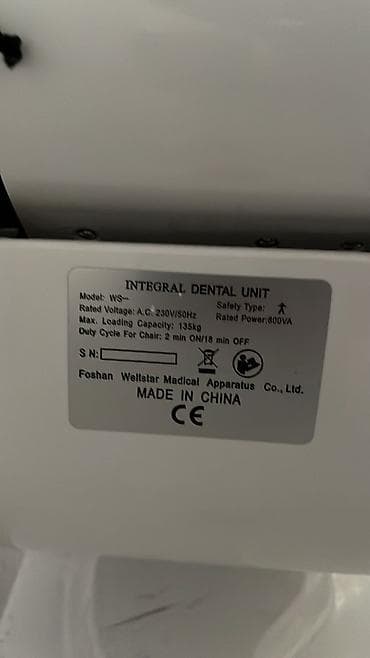 INTEGRAL DENTAL UNIT
Model: WS-
Safety Type:
Rated Voltage: A.C. 230V/50Hz
Rated Power:800VA
Max. Loading Capacity: 135kg
Duty Cycle For Chair: 2 min ON/18 min OFF
S N:
Foshan Wellstar Medical Apparatus Co., Ltd.
MADE IN CHINA
CE